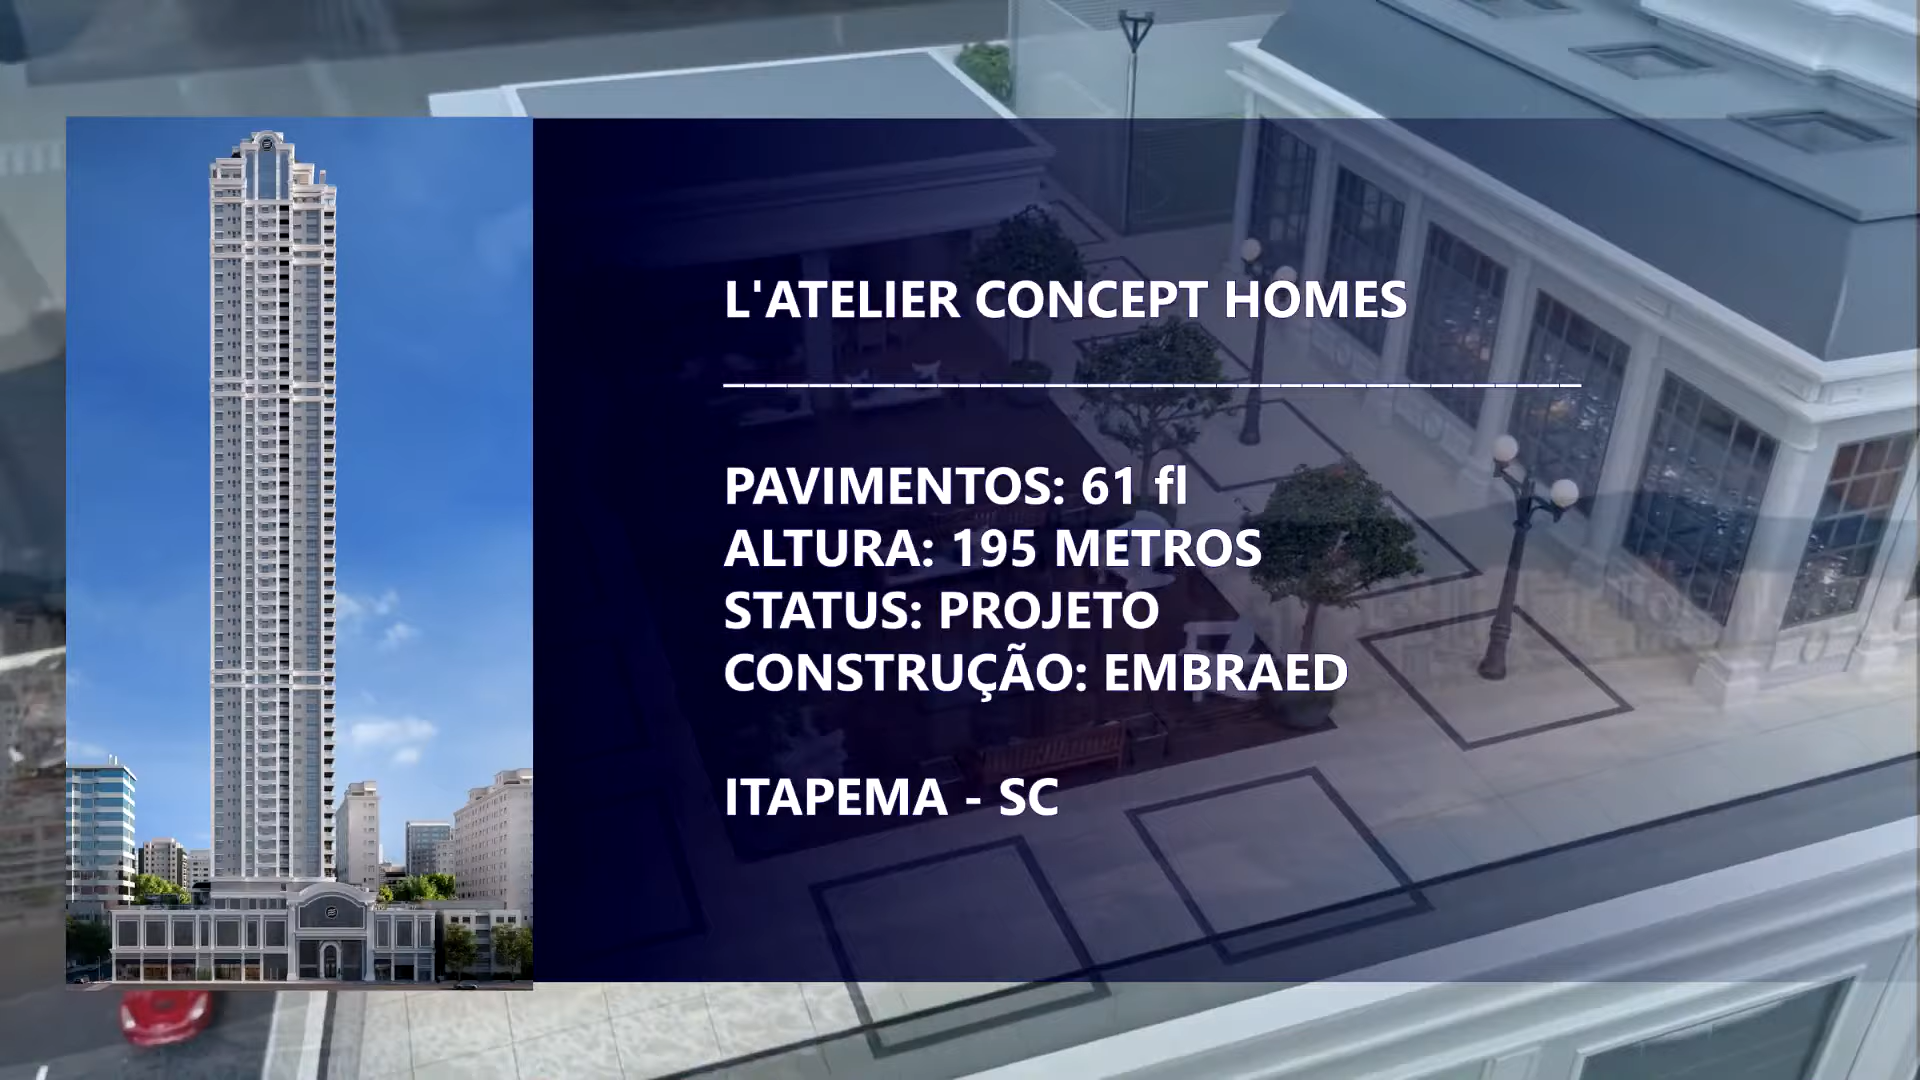 L'ATELIER CONCEPT HOMES
PAVIMENTOS: 61 fl
ALTURA: 195 METROS
STATUS: PROJETO
CONSTRUÇÃO: EMBRAED
ITAPEMA - SC